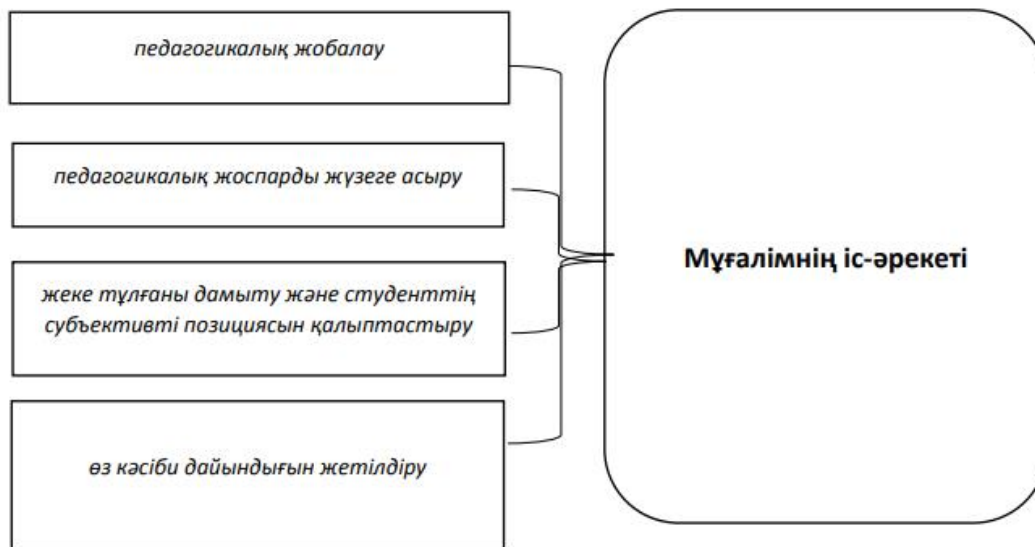 педагогикалық жобалау
педагогикалық жоспарды жүзеге асыру
жеке тұлғаны дамыту және студенттің
субъективті позициясын қалыптастыру
өз кәсіби дайындығын жетілдіру
Мұғалімнің іс-әрекеті